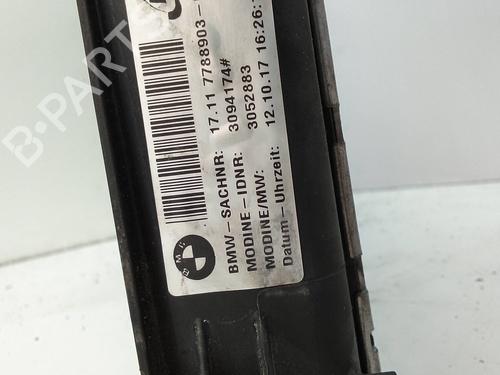 BMW-SACHNR: 17.11 7788903-
MODINE-IDNR: 3094174#
MODINE/MW: 3052883
Datum-Uhrzeit: 12.10.17 16:26:
BMW
B-PARTS